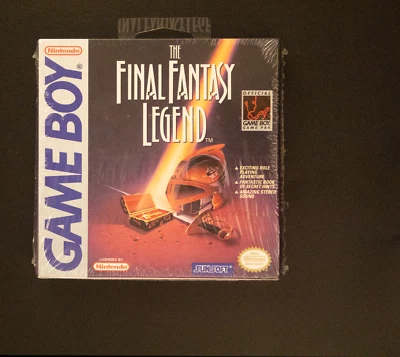 Nintendo
GAME BOY
THE
FINAL FANTASY
LEGEND
TM
OFFICIAL
GAME BOY
GAME PAK
EXCITING ROLE
PLAYING
ADVENTURE
FANTASTIC BOOK
OF SECRET HINTS
AMAZING STEREO
SOUND
LICENSED BY
Nintendo
SUNSOFT